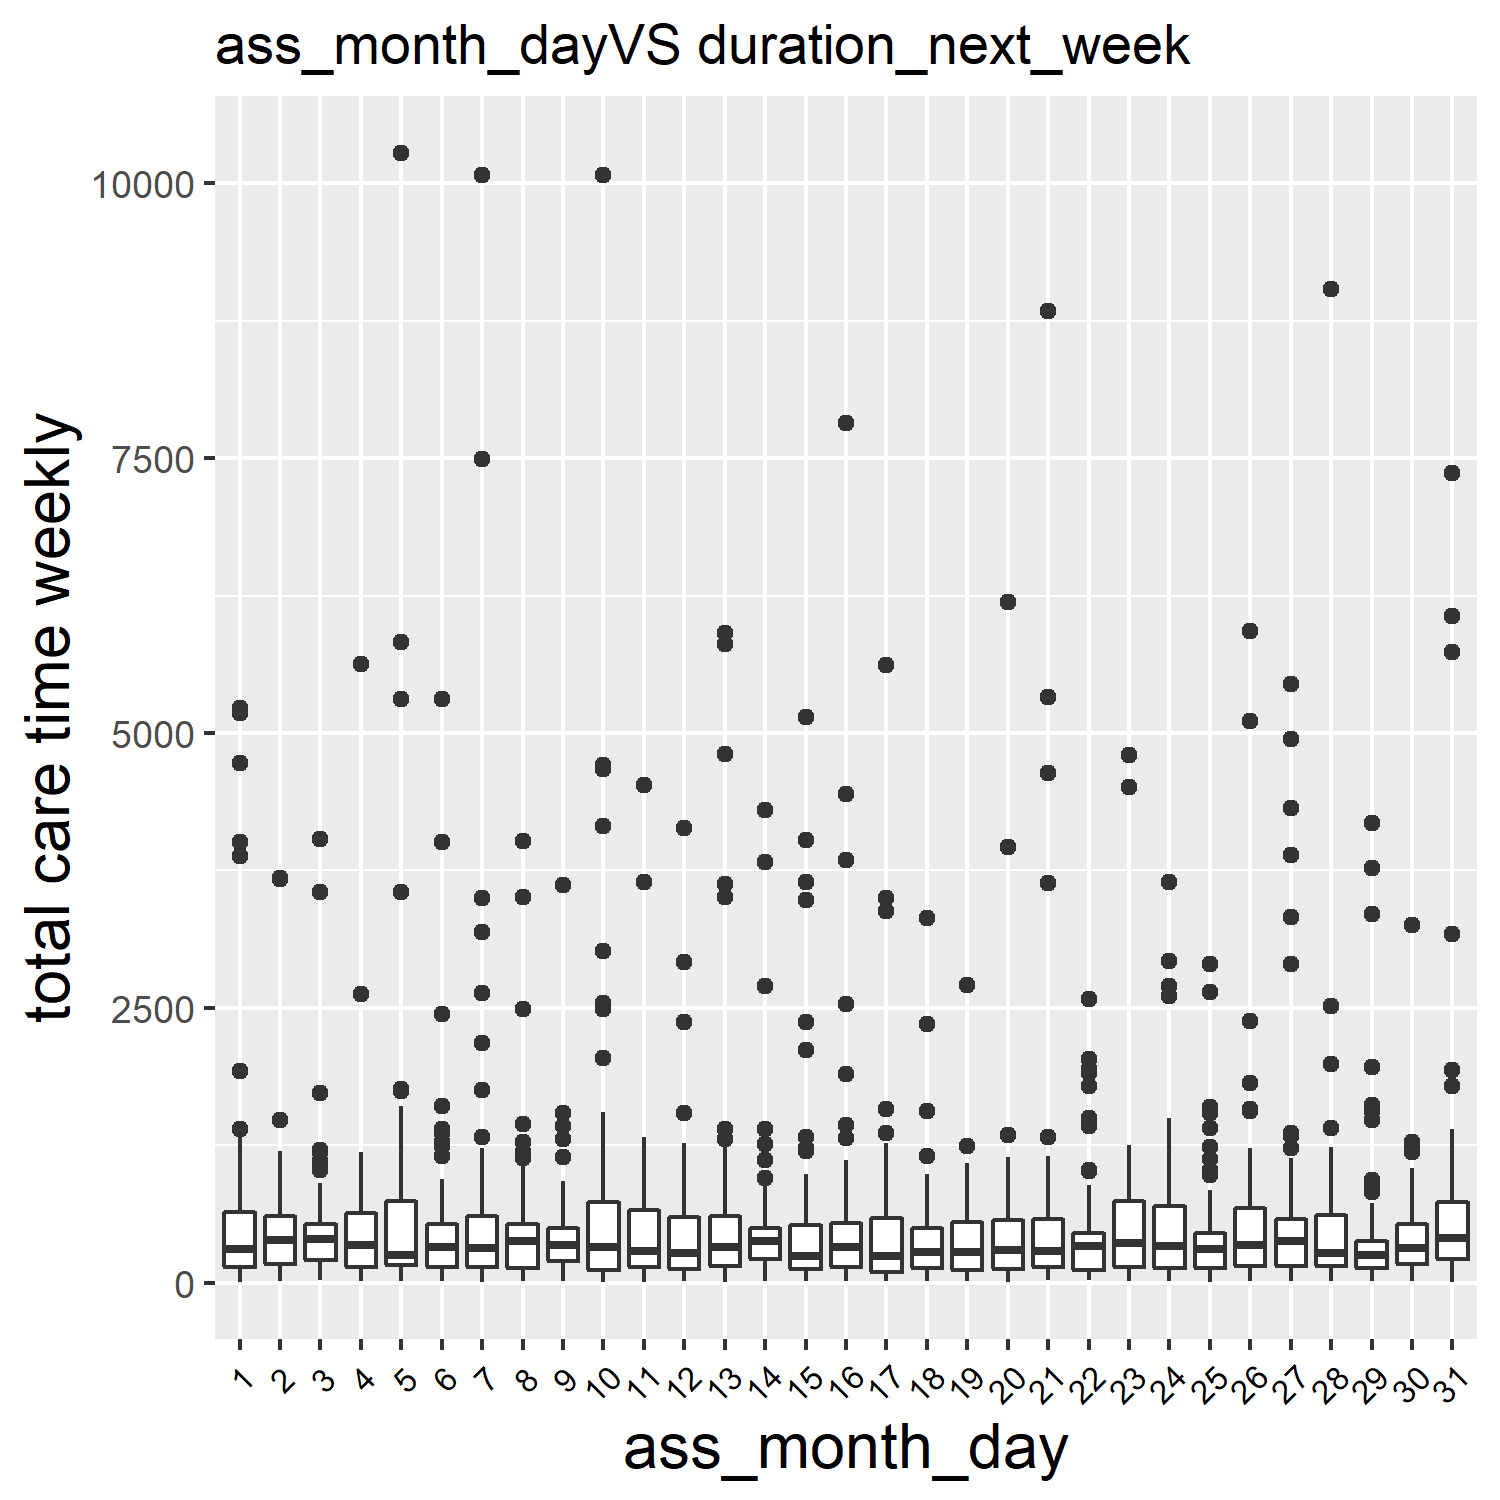 ass_month_dayVS duration_next_week
total care time weekly
10000
7500
5000
2500
0
1 2 3 4 5 6 7 8 9 10 11 12 13 14 15 16 17 18 19 20 21 22 23 24 25 26 27 28 29 30 31
ass_month_day